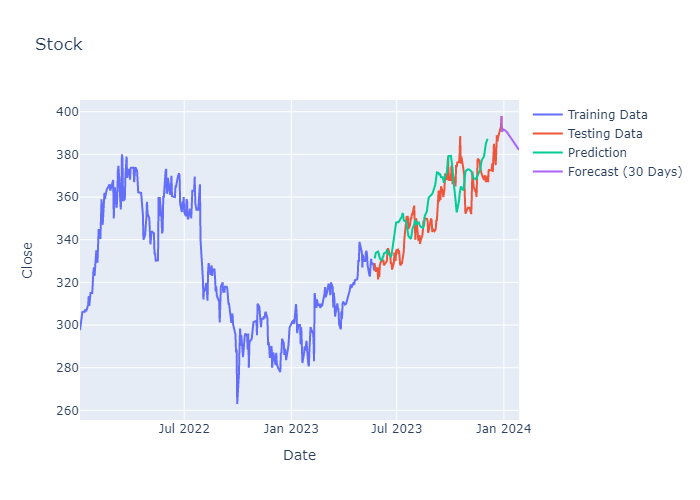 Stock
Training Data
Testing Data
Prediction
Forecast (30 Days)
400
380
360
340
320
300
280
260
Close
Jul 2022
Jan 2023
Jul 2023
Jan 2024
Date